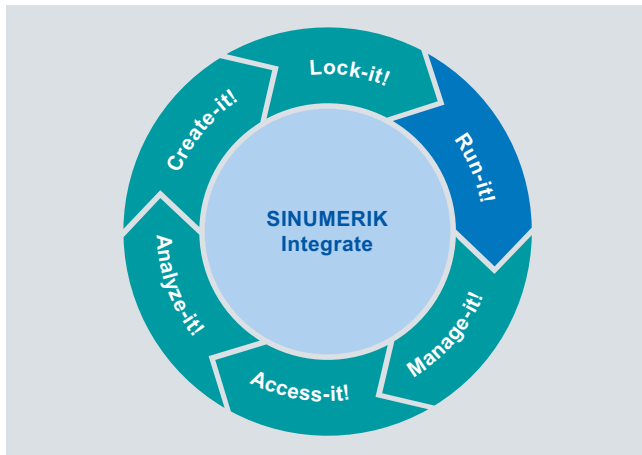 Lock-it!
Run-it!
Manage-it!
Access-it!
Analyze-it!
Create-it!
SINUMERIK
Integrate